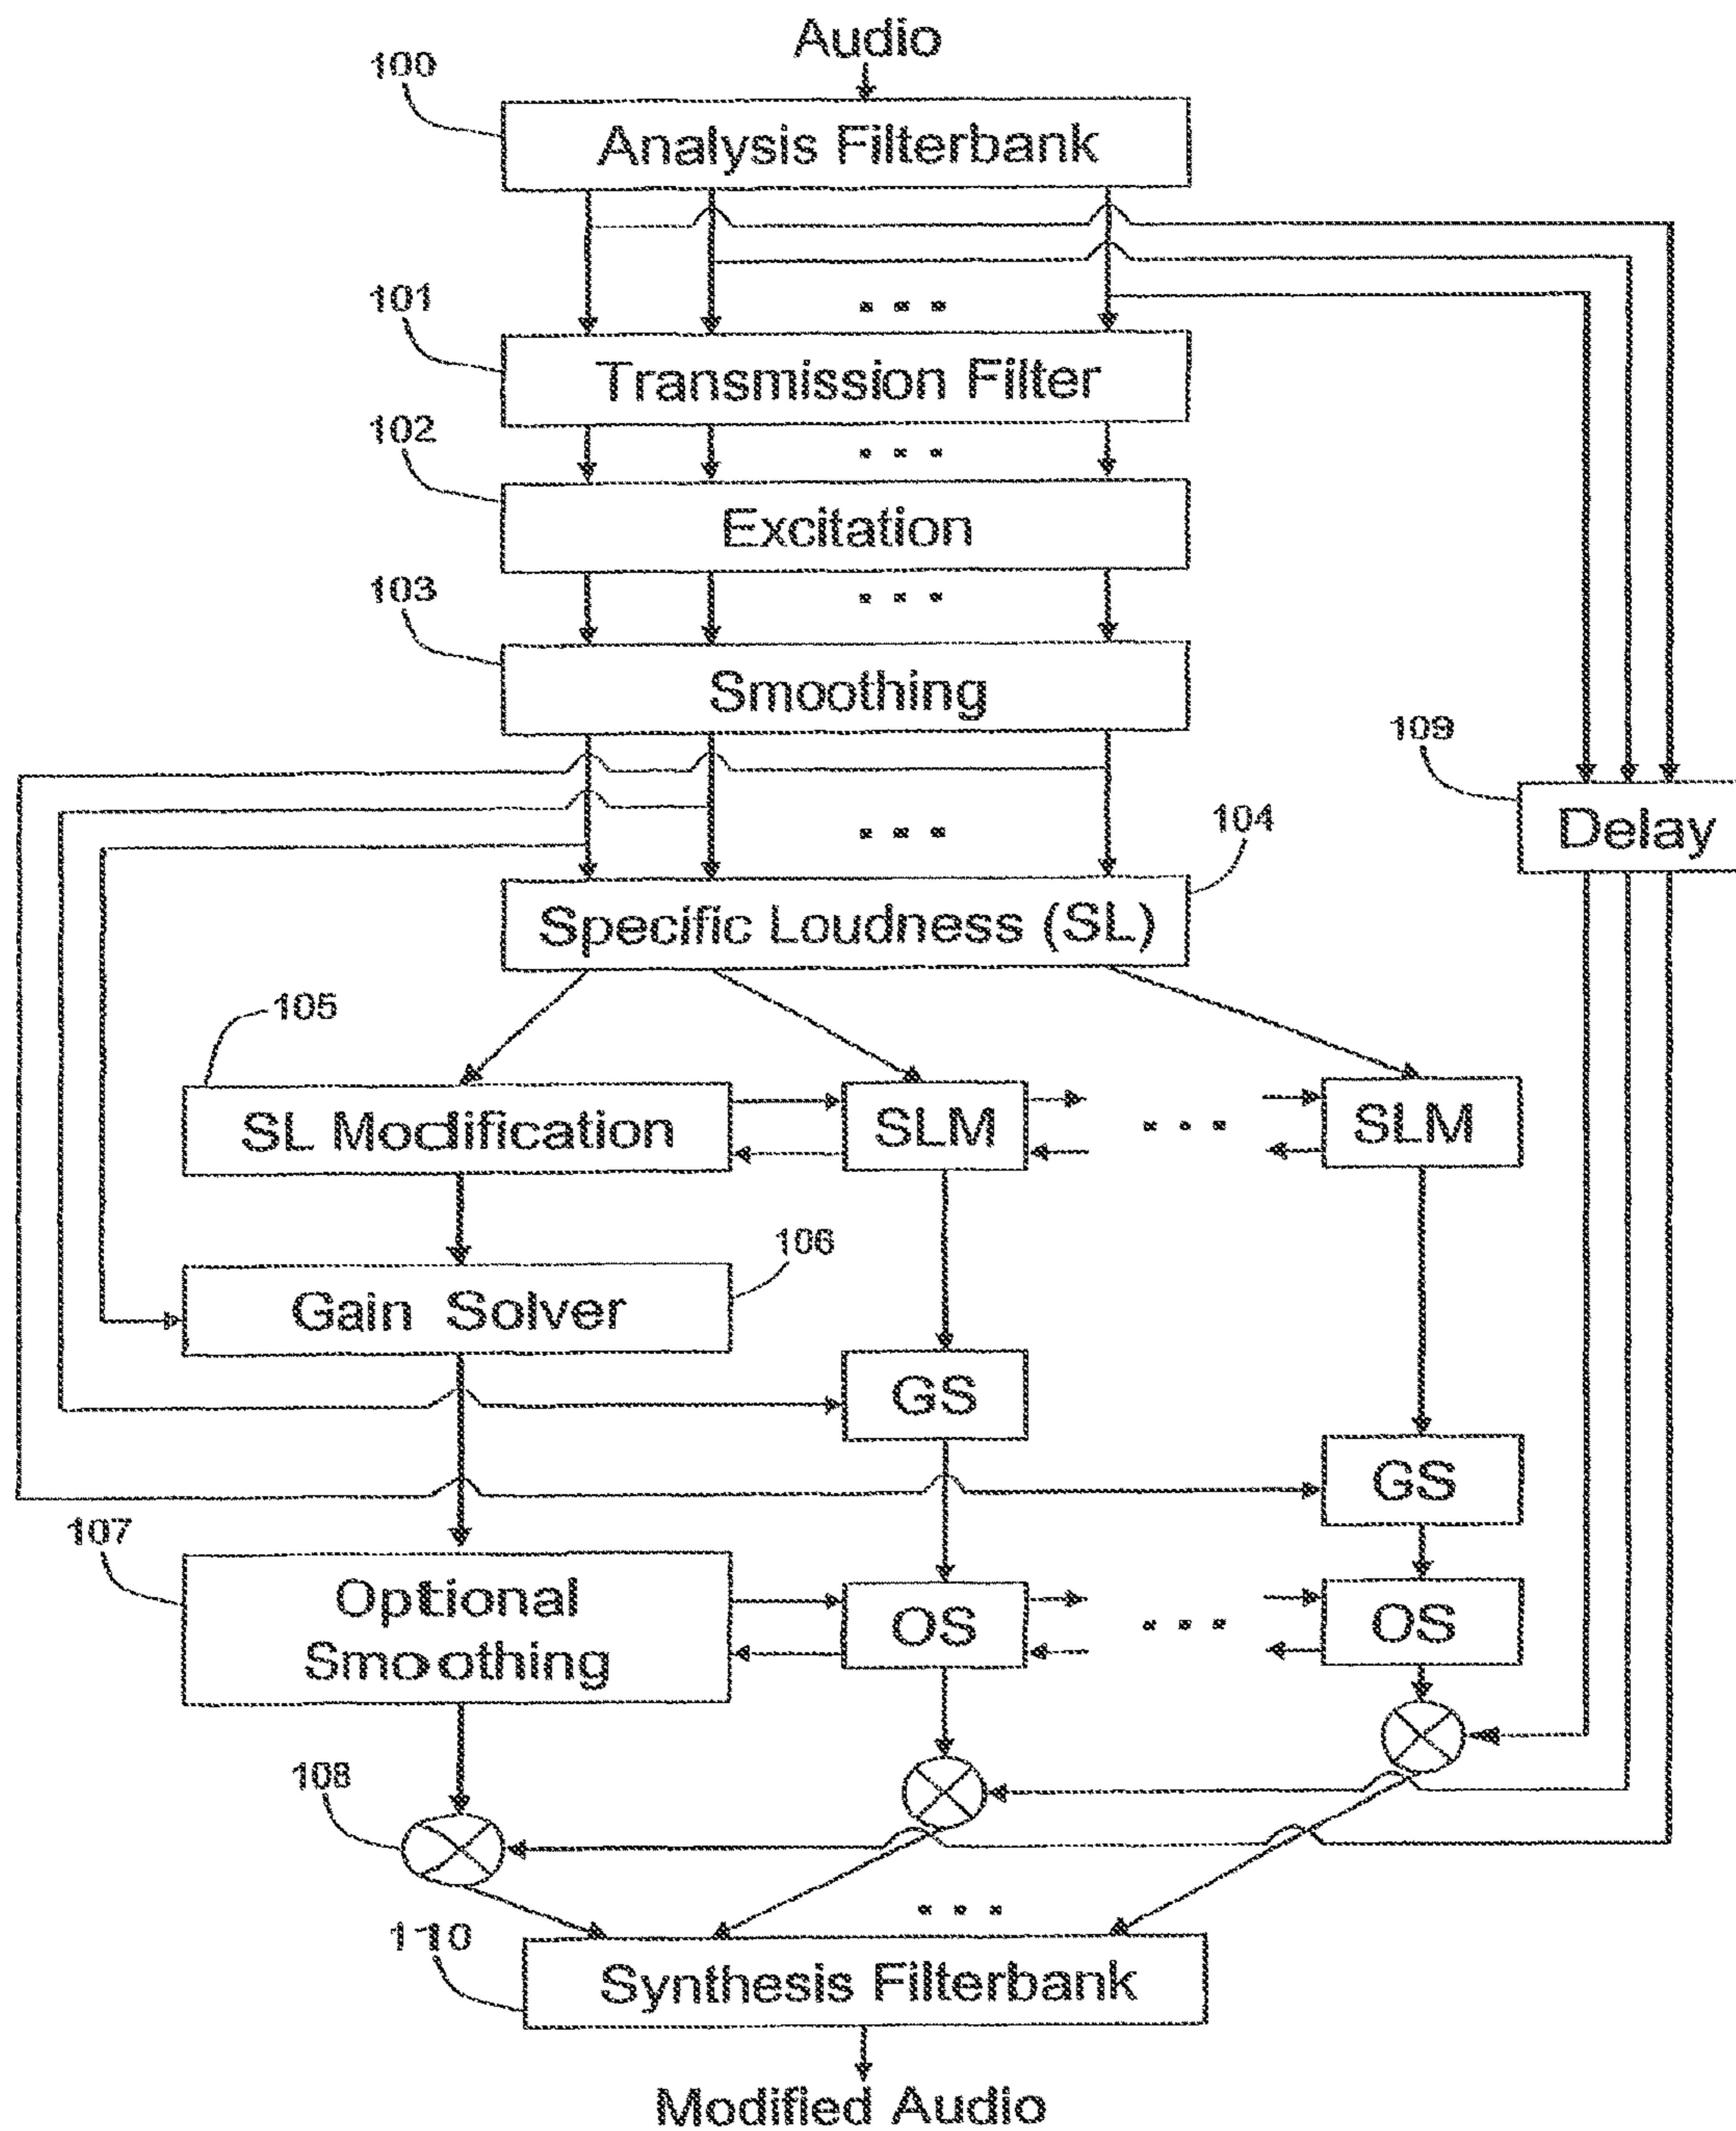 Audio
100
Analysis Filterbank
101
. . .
Transmission Filter
102
. . .
Excitation
103
. . .
Smoothing
109
Delay
104
. . .
Specific Loudness (SL)
105
SL Modification
SLM
. . .
SLM
106
Gain Solver
GS
GS
107
Optional
Smoothing
OS
. . .
OS
108
. . .
110
Synthesis Filterbank
Modified Audio